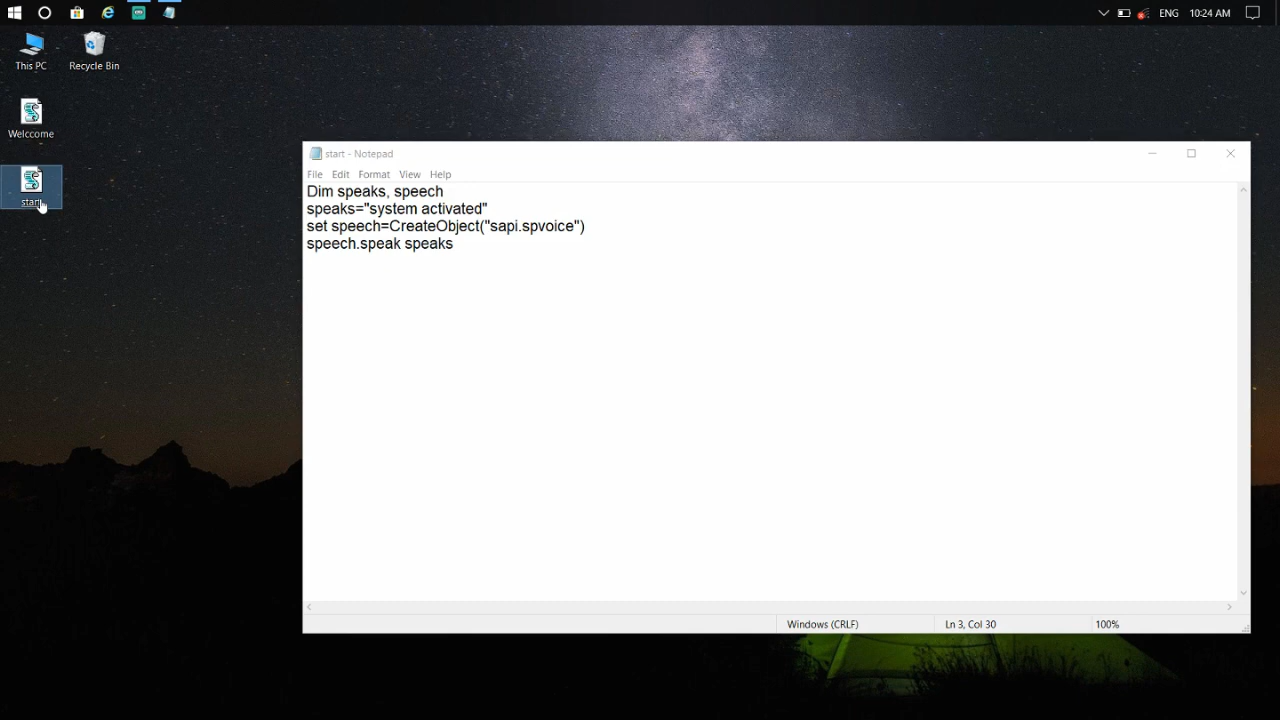 ENG 10:24 AM
This PC
Recycle Bin
Welccome
start
start - Notepad
File Edit Format View Help
Dim speaks, speech
speaks="system activated"
set speech=CreateObject("sapi.spvoice")
speech.speak speaks
Windows (CRLF) Ln 3, Col 30 100%